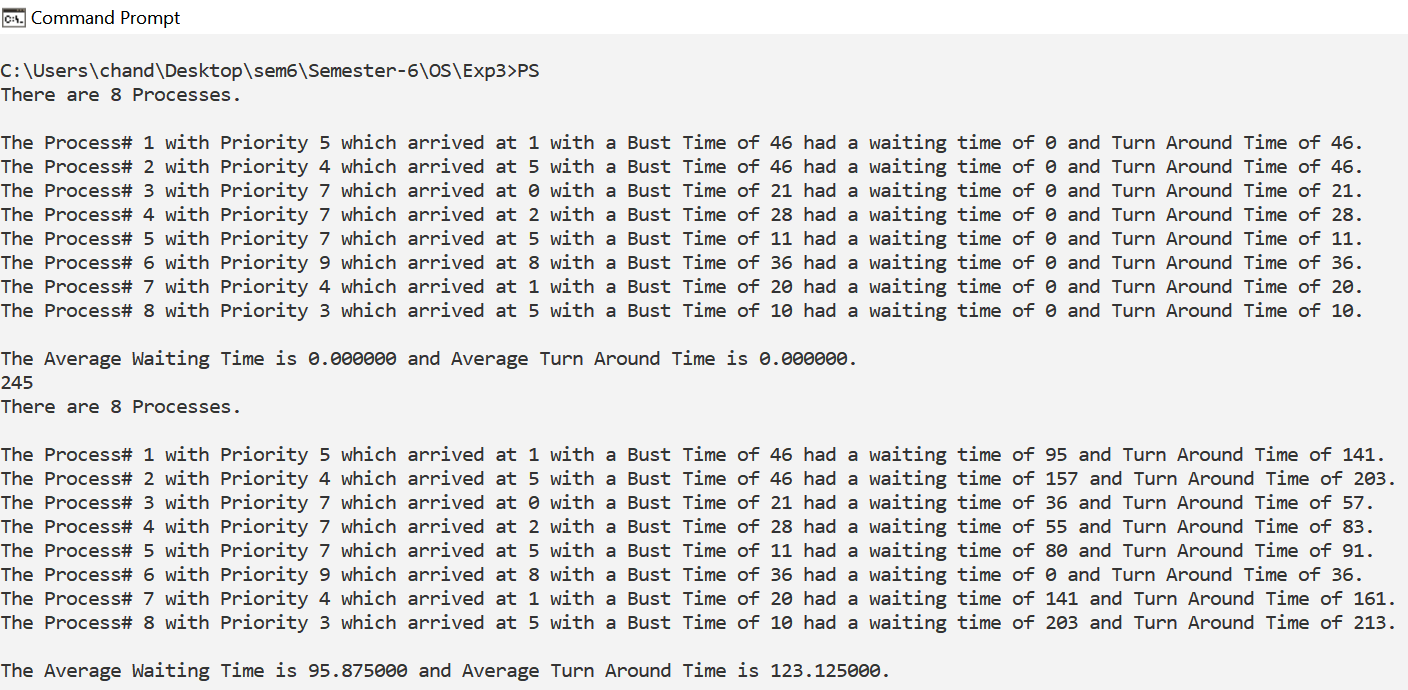 Command Prompt
C:\Users\chand\Desktop\sem6\Semester-6\OS\Exp3>PS
There are 8 Processes.
The Process# 1 with Priority 5 which arrived at 1 with a Bust Time of 46 had a waiting time of 0 and Turn Around Time of 46.
The Process# 2 with Priority 4 which arrived at 5 with a Bust Time of 46 had a waiting time of 0 and Turn Around Time of 46.
The Process# 3 with Priority 7 which arrived at 0 with a Bust Time of 21 had a waiting time of 0 and Turn Around Time of 21.
The Process# 4 with Priority 7 which arrived at 2 with a Bust Time of 28 had a waiting time of 0 and Turn Around Time of 28.
The Process# 5 with Priority 7 which arrived at 5 with a Bust Time of 11 had a waiting time of 0 and Turn Around Time of 11.
The Process# 6 with Priority 9 which arrived at 8 with a Bust Time of 36 had a waiting time of 0 and Turn Around Time of 36.
The Process# 7 with Priority 4 which arrived at 1 with a Bust Time of 20 had a waiting time of 0 and Turn Around Time of 20.
The Process# 8 with Priority 3 which arrived at 5 with a Bust Time of 10 had a waiting time of 0 and Turn Around Time of 10.
The Average Waiting Time is 0.000000 and Average Turn Around Time is 0.000000.
245
There are 8 Processes.
The Process# 1 with Priority 5 which arrived at 1 with a Bust Time of 46 had a waiting time of 95 and Turn Around Time of 141.
The Process# 2 with Priority 4 which arrived at 5 with a Bust Time of 46 had a waiting time of 157 and Turn Around Time of 203.
The Process# 3 with Priority 7 which arrived at 0 with a Bust Time of 21 had a waiting time of 36 and Turn Around Time of 57.
The Process# 4 with Priority 7 which arrived at 2 with a Bust Time of 28 had a waiting time of 55 and Turn Around Time of 83.
The Process# 5 with Priority 7 which arrived at 5 with a Bust Time of 11 had a waiting time of 80 and Turn Around Time of 91.
The Process# 6 with Priority 9 which arrived at 8 with a Bust Time of 36 had a waiting time of 0 and Turn Around Time of 36.
The Process# 7 with Priority 4 which arrived at 1 with a Bust Time of 20 had a waiting time of 141 and Turn Around Time of 161.
The Process# 8 with Priority 3 which arrived at 5 with a Bust Time of 10 had a waiting time of 203 and Turn Around Time of 213.
The Average Waiting Time is 95.875000 and Average Turn Around Time is 123.125000.